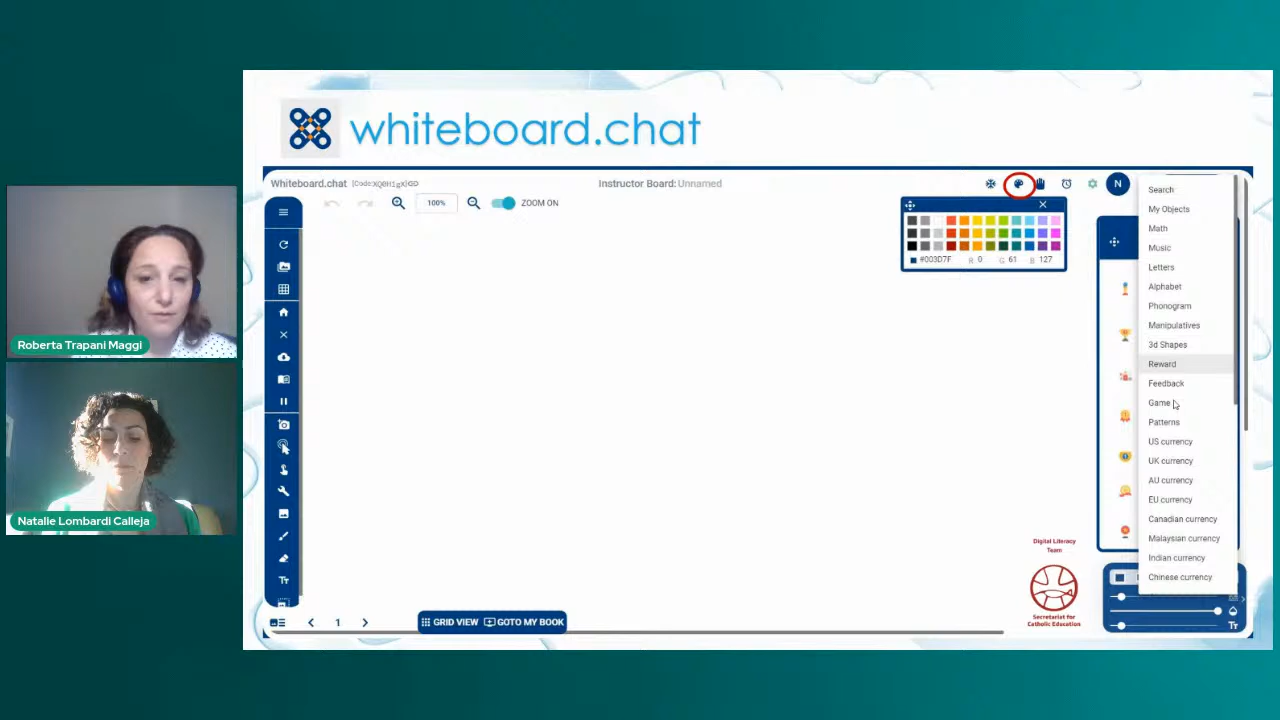 whiteboard.chat
Whiteboard.chat
Instructor Board: Unnamed
N
100%
ZOOM ON
#003D7F R 0 G 61 B 127
Search
My Objects
Math
Music
Letters
Alphabet
Phonogram
Manipulatives
3d Shapes
Reward
Feedback
Game
Patterns
US currency
UK currency
AU currency
EU currency
Canadian currency
Malaysian currency
Indian currency
Chinese currency
Roberta Trapani Maggi
Natalie Lombardi Calleja
Digital Literacy
Team
Secretariat for
Catholic Education
Tt
Tt
1
GRID VIEW GOTO MY BOOK